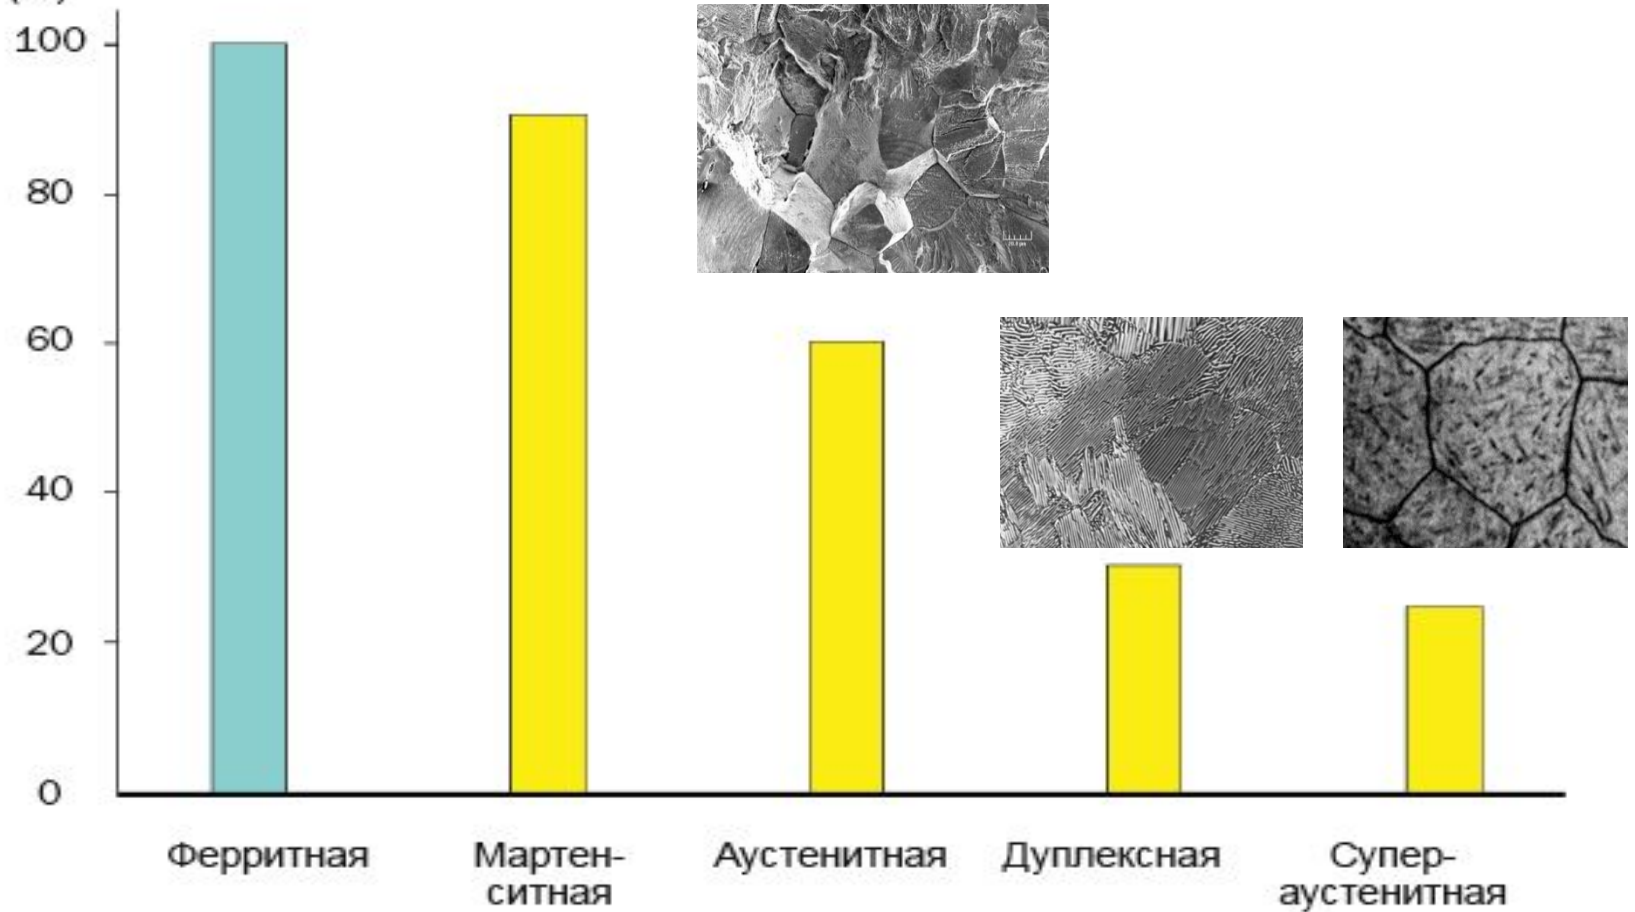 100
80
60
40
20
0
Ферритная
Мартен-
ситная
Аустенитная
Дуплексная
Супер-
аустенитная